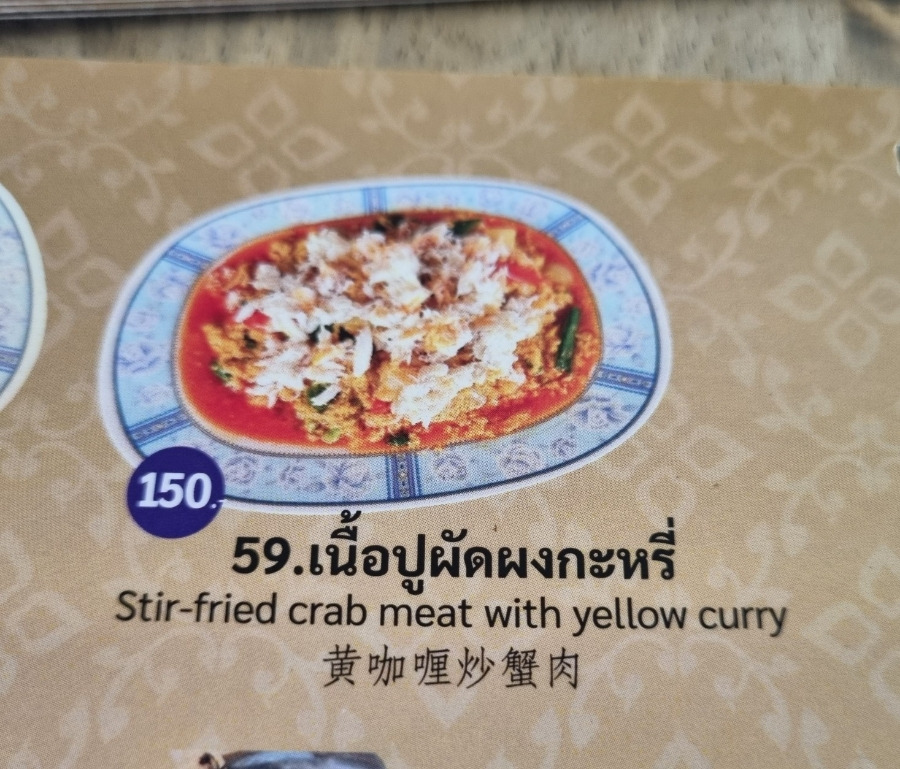 150.-
59.เนื้อปูผัดผงกะหรี่
Stir-fried crab meat with yellow curry
黄咖喱炒蟹肉